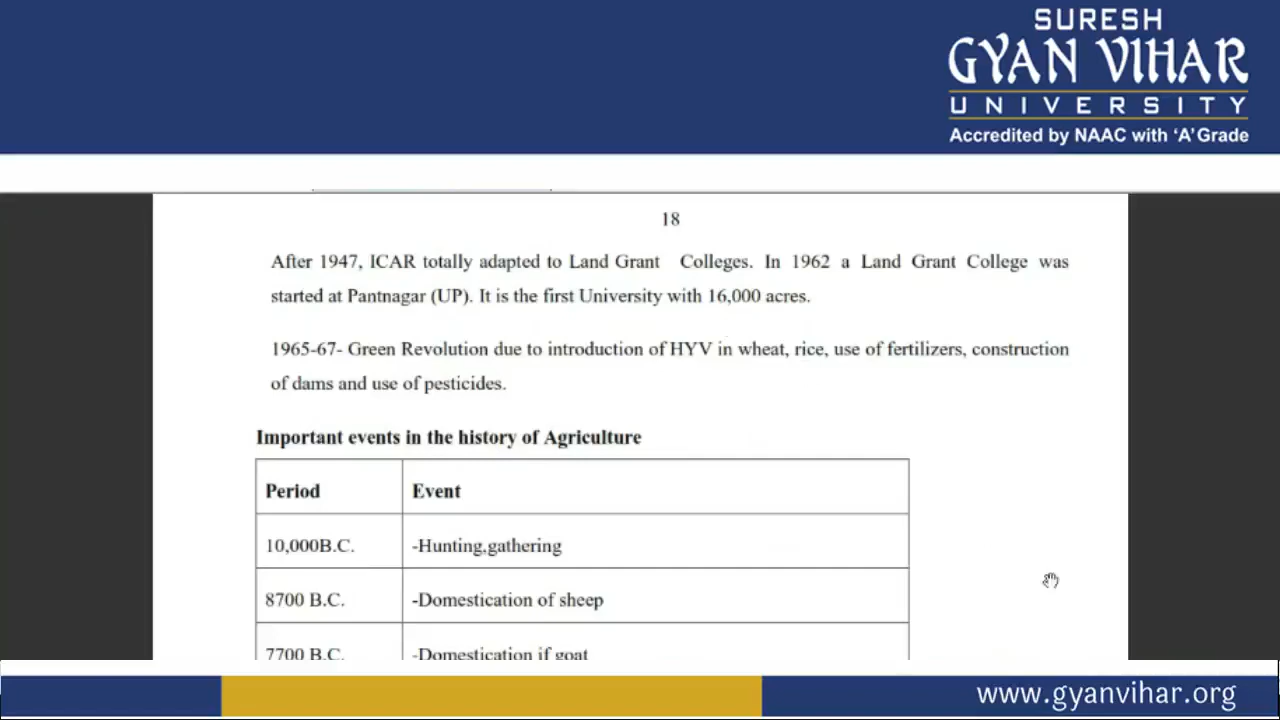 SURESH
GYAN VIHAR
UNIVERSITY
Accredited by NAAC with ‘A’ Grade
18
After 1947, ICAR totally adapted to Land Grant Colleges. In 1962 a Land Grant College was
started at Pantnagar (UP). It is the first University with 16,000 acres.
1965-67- Green Revolution due to introduction of HYV in wheat, rice, use of fertilizers, construction
of dams and use of pesticides.
Important events in the history of Agriculture
Period Event
10,000B.C. -Hunting,gathering
8700 B.C. -Domestication of sheep
7700 B.C. -Domestication if goat
www.gyanvihar.org